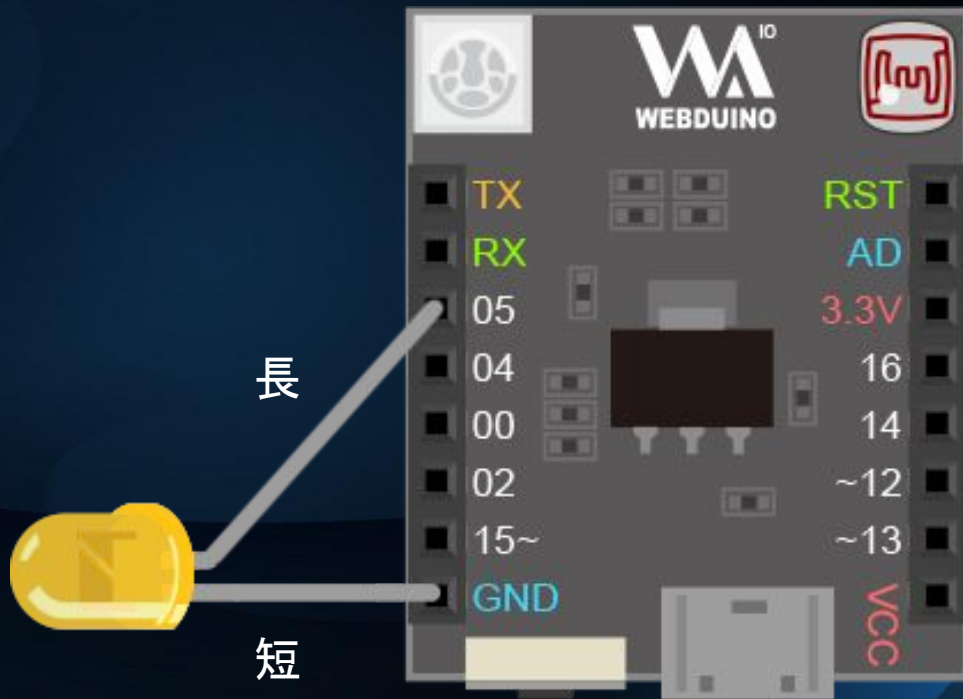 IO
WEBDUINO
TX
RX
05
04
00
02
15~
GND
RST
AD
3.3V
16
14
~12
~13
VCC
長
短